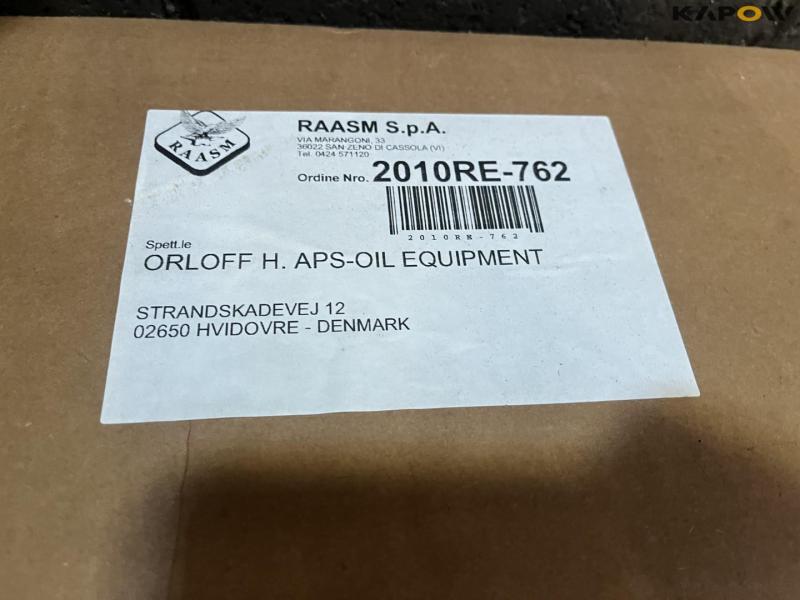 KAPOW
RAASM
RAASM S.p.A.
VIA MARANGONI, 33
36022 SAN ZENO DI CASSOLA (VI)
Tel. 0424 571120
Ordine Nro. 2010RE-762
2010RE-762
Spett.le
ORLOFF H. APS-OIL EQUIPMENT
STRANDSKADEVEJ 12
02650 HVIDOVRE - DENMARK